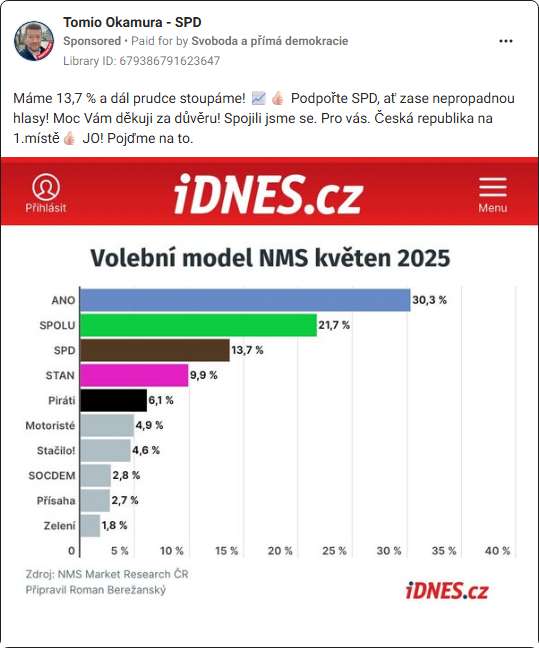 Tomio Okamura - SPD
Sponsored • Paid for by Svoboda a přímá demokracie
Library ID: 679386791623647
Máme 13,7 % a dál prudce stoupáme! 📈👍🏻 Podpořte SPD, ať zase nepropadnou
hlasy! Moc Vám děkuji za důvěru! Spojili jsme se. Pro vás. Česká republika na
1.místě👍🏻 JO! Pojďme na to.
Přihlásit
iDNES.cz
Menu
Volební model NMS květen 2025
ANO 30,3 %
SPOLU 21,7 %
SPD 13,7 %
STAN 9,9 %
Piráti 6,1 %
Motoristé 4,9 %
Stačilo! 4,6 %
SOCDEM 2,8 %
Přísaha 2,7 %
Zelení 1,8 %
0 5 % 10 % 15 % 20 % 25 % 30 % 35 % 40 %
Zdroj: NMS Market Research ČR
Připravil Roman Berežanský
iDNES.cz